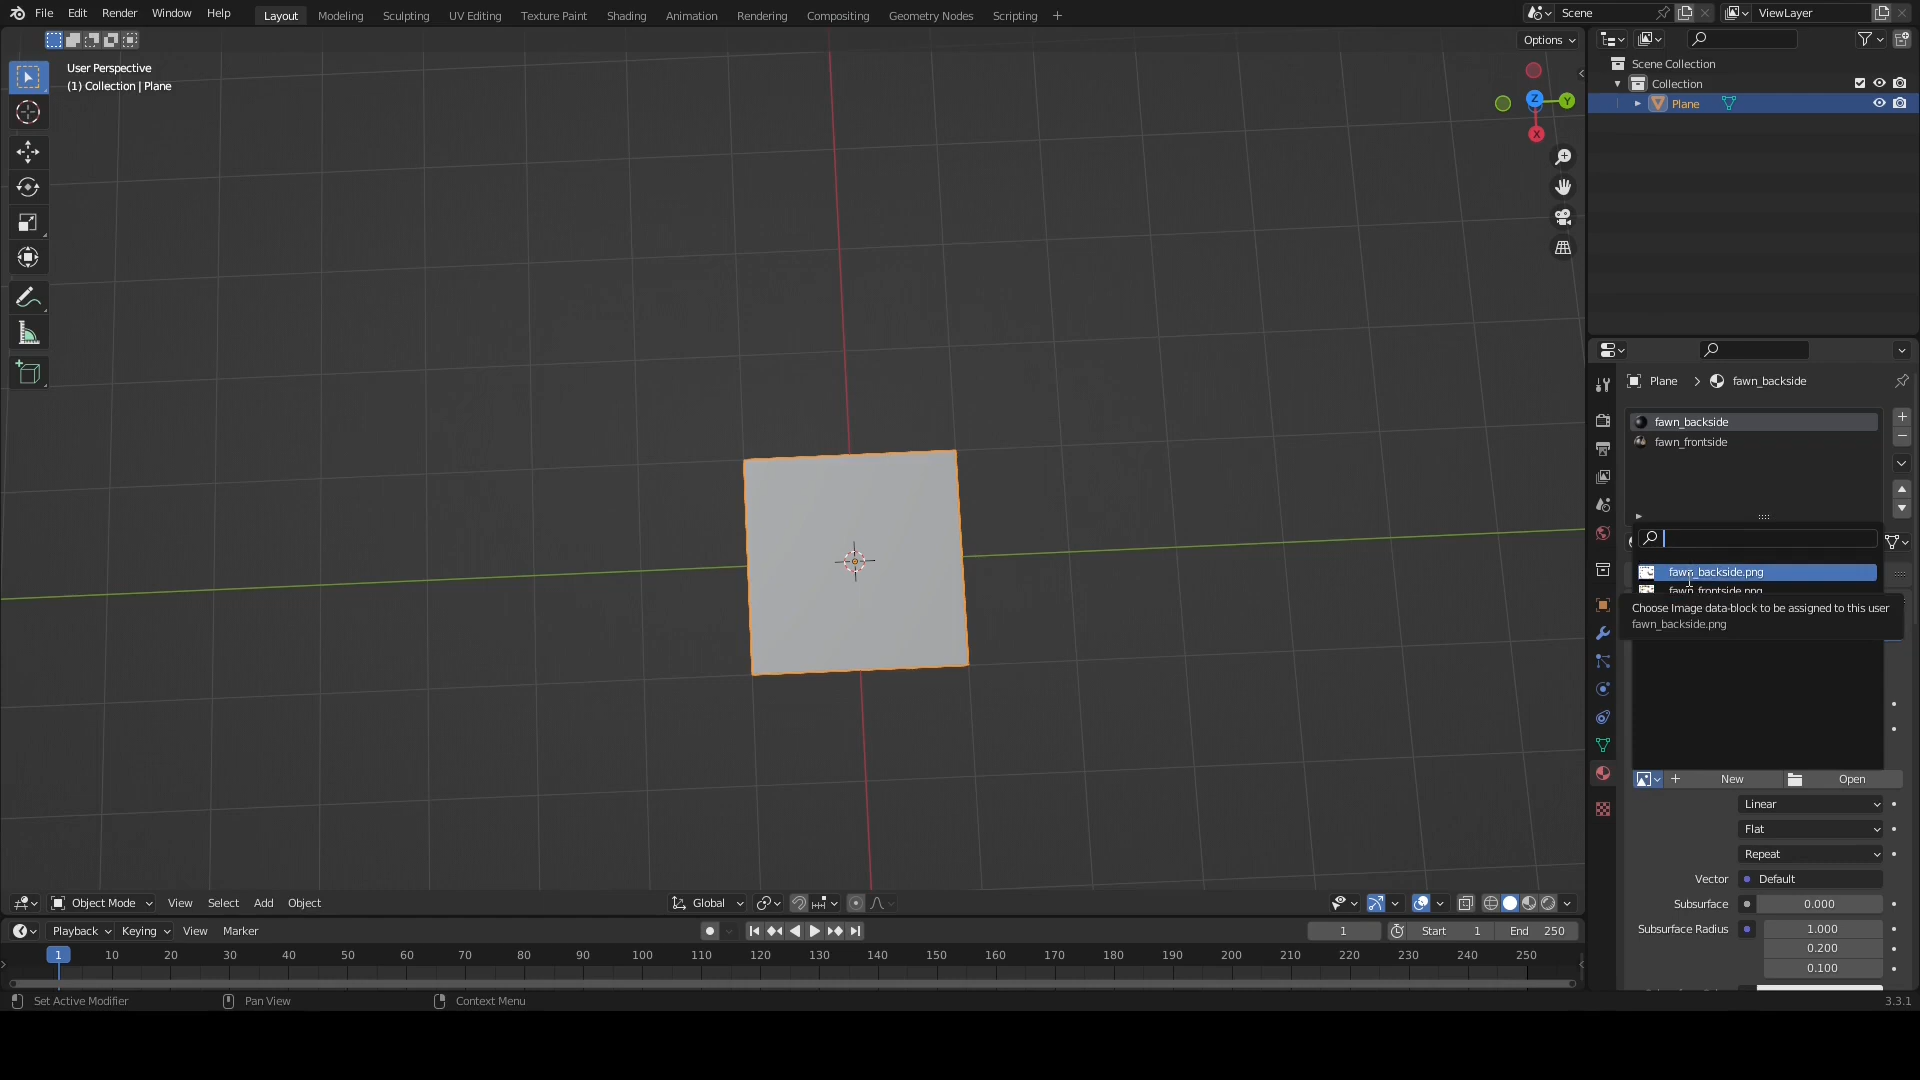 File Edit Render Window Help Layout Modeling Sculpting UV Editing Texture Paint Shading Animation Rendering Compositing Geometry Nodes Scripting Scene ViewLayer
Options
User Perspective
(1) Collection | Plane
Scene Collection
Collection
Plane
Z Y
X
Plane fawn_backside
fawn_backside
fawn_frontside
fawn_backside.png
fawn_frontside.png
Choose Image data-block to be assigned to this user
fawn_backside.png
New Open
Linear
Flat
Repeat
Vector Default
Subsurface 0.000
Subsurface Radius 1.000
0.200
0.100
Object Mode View Select Add Object Global
Playback Keying View Marker 1 Start 1 End 250
1 10 20 30 40 50 60 70 80 90 100 110 120 130 140 150 160 170 180 190 200 210 220 230 240 250
Set Active Modifier Pan View Context Menu 3.3.1